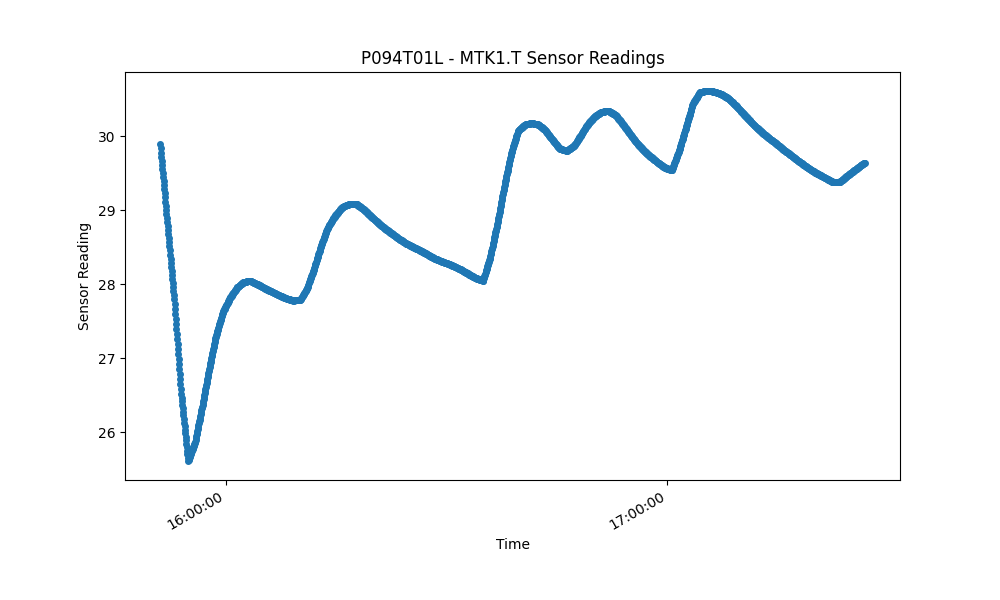 P094T01L - MTK1.T Sensor Readings
Sensor Reading
30
29
28
27
26
16:00:00
17:00:00
Time